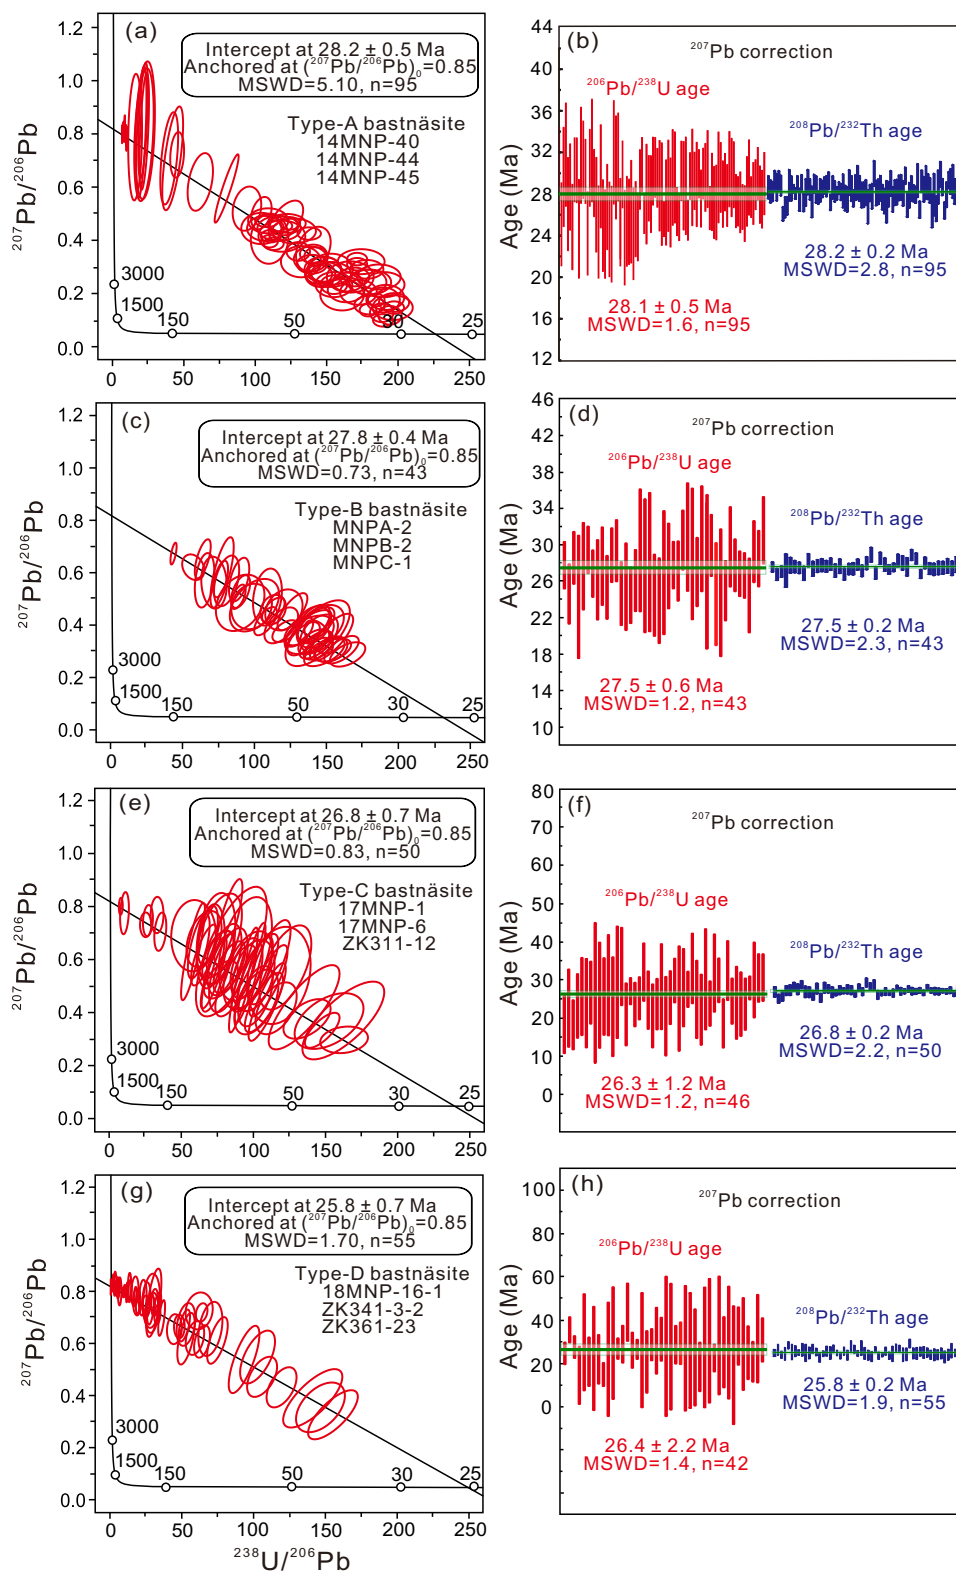 (a)
Intercept at 28.2 ± 0.5 Ma
Anchored at (²⁰⁷Pb/²⁰⁶Pb)₀=0.85
MSWD=5.10, n=95
Type-A bastnäsite
14MNP-40
14MNP-44
14MNP-45
²⁰⁷Pb/²⁰⁶Pb
1.2
1.0
0.8
0.6
0.4
0.2
0.0
3000
1500
150
50
30
25
0
50
100
150
200
250
(b)
²⁰⁷Pb correction
²⁰⁶Pb/²³⁸U age
²⁰⁸Pb/²³²Th age
28.2 ± 0.2 Ma
MSWD=2.8, n=95
28.1 ± 0.5 Ma
MSWD=1.6, n=95
Age (Ma)
44
40
36
32
28
24
20
16
12
(c)
Intercept at 27.8 ± 0.4 Ma
Anchored at (²⁰⁷Pb/²⁰⁶Pb)₀=0.85
MSWD=0.73, n=43
Type-B bastnäsite
MNPA-2
MNPB-2
MNPC-1
²⁰⁷Pb/²⁰⁶Pb
1.2
1.0
0.8
0.6
0.4
0.2
0.0
3000
1500
150
50
30
25
0
50
100
150
200
250
(d)
²⁰⁷Pb correction
²⁰⁶Pb/²³⁸U age
²⁰⁸Pb/²³²Th age
27.5 ± 0.2 Ma
MSWD=2.3, n=43
27.5 ± 0.6 Ma
MSWD=1.2, n=43
Age (Ma)
46
42
38
34
30
26
22
18
14
10
(e)
Intercept at 26.8 ± 0.7 Ma
Anchored at (²⁰⁷Pb/²⁰⁶Pb)₀=0.85
MSWD=0.83, n=50
Type-C bastnäsite
17MNP-1
17MNP-6
ZK311-12
²⁰⁷Pb/²⁰⁶Pb
1.2
1.0
0.8
0.6
0.4
0.2
0.0
3000
1500
150
50
30
25
0
50
100
150
200
250
(f)
²⁰⁷Pb correction
²⁰⁶Pb/²³⁸U age
²⁰⁸Pb/²³²Th age
26.8 ± 0.2 Ma
MSWD=2.2, n=50
26.3 ± 1.2 Ma
MSWD=1.2, n=46
Age (Ma)
80
70
60
50
40
30
20
10
0
(g)
Intercept at 25.8 ± 0.7 Ma
Anchored at (²⁰⁷Pb/²⁰⁶Pb)₀=0.85
MSWD=1.70, n=55
Type-D bastnäsite
18MNP-16-1
ZK341-3-2
ZK361-23
²⁰⁷Pb/²⁰⁶Pb
1.2
1.0
0.8
0.6
0.4
0.2
0.0
3000
1500
150
50
30
25
0
50
100
150
200
250
²³⁸U/²⁰⁶Pb
(h)
²⁰⁷Pb correction
²⁰⁶Pb/²³⁸U age
²⁰⁸Pb/²³²Th age
25.8 ± 0.2 Ma
MSWD=1.9, n=55
26.4 ± 2.2 Ma
MSWD=1.4, n=42
Age (Ma)
100
80
60
40
20
0